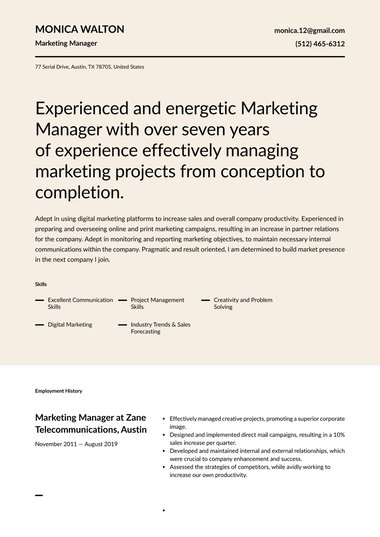 MONICA WALTON
monica.12@gmail.com
Marketing Manager
(512) 465-6312
77 Serial Drive, Austin, TX 78705, United States
Experienced and energetic Marketing
Manager with over seven years
of experience effectively managing
marketing projects from conception to
completion.
Adept in using digital marketing platforms to increase sales and overall company productivity. Experienced in
preparing and overseeing online and print marketing campaigns, resulting in an increase in partner relations
for the company. Adept in monitoring and reporting marketing objectives, to maintain necessary internal
communications within the company. Pragmatic and result oriented, I am determined to build market presence
in the next company I join.
Skills
Excellent Communication
Skills
Project Management
Skills
Creativity and Problem
Solving
Digital Marketing
Industry Trends & Sales
Forecasting
Employment History
Marketing Manager at Zane
Telecommunications, Austin
November 2011 — August 2019
• Effectively managed creative projects, promoting a superior corporate
image.
• Designed and implemented direct mail campaigns, resulting in a 10%
sales increase per quarter.
• Developed and maintained internal and external relationships, which
were crucial to company enhancement and success.
• Assessed the strategies of competitors, while avidly working to
increase our own productivity.